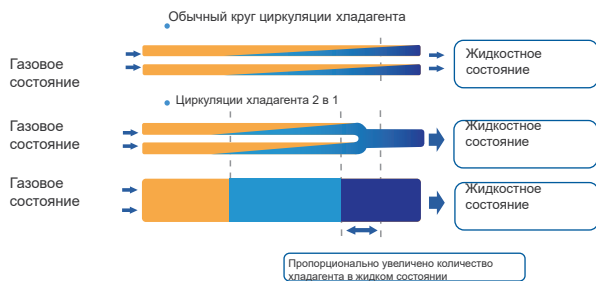 Обычный круг циркуляции хладагента
Газовое
состояние
Жидкостное
состояние
Циркуляции хладагента 2 в 1
Газовое
состояние
Жидкостное
состояние
Газовое
состояние
Жидкостное
состояние
Пропорционально увеличено количество
хладагента в жидком состоянии